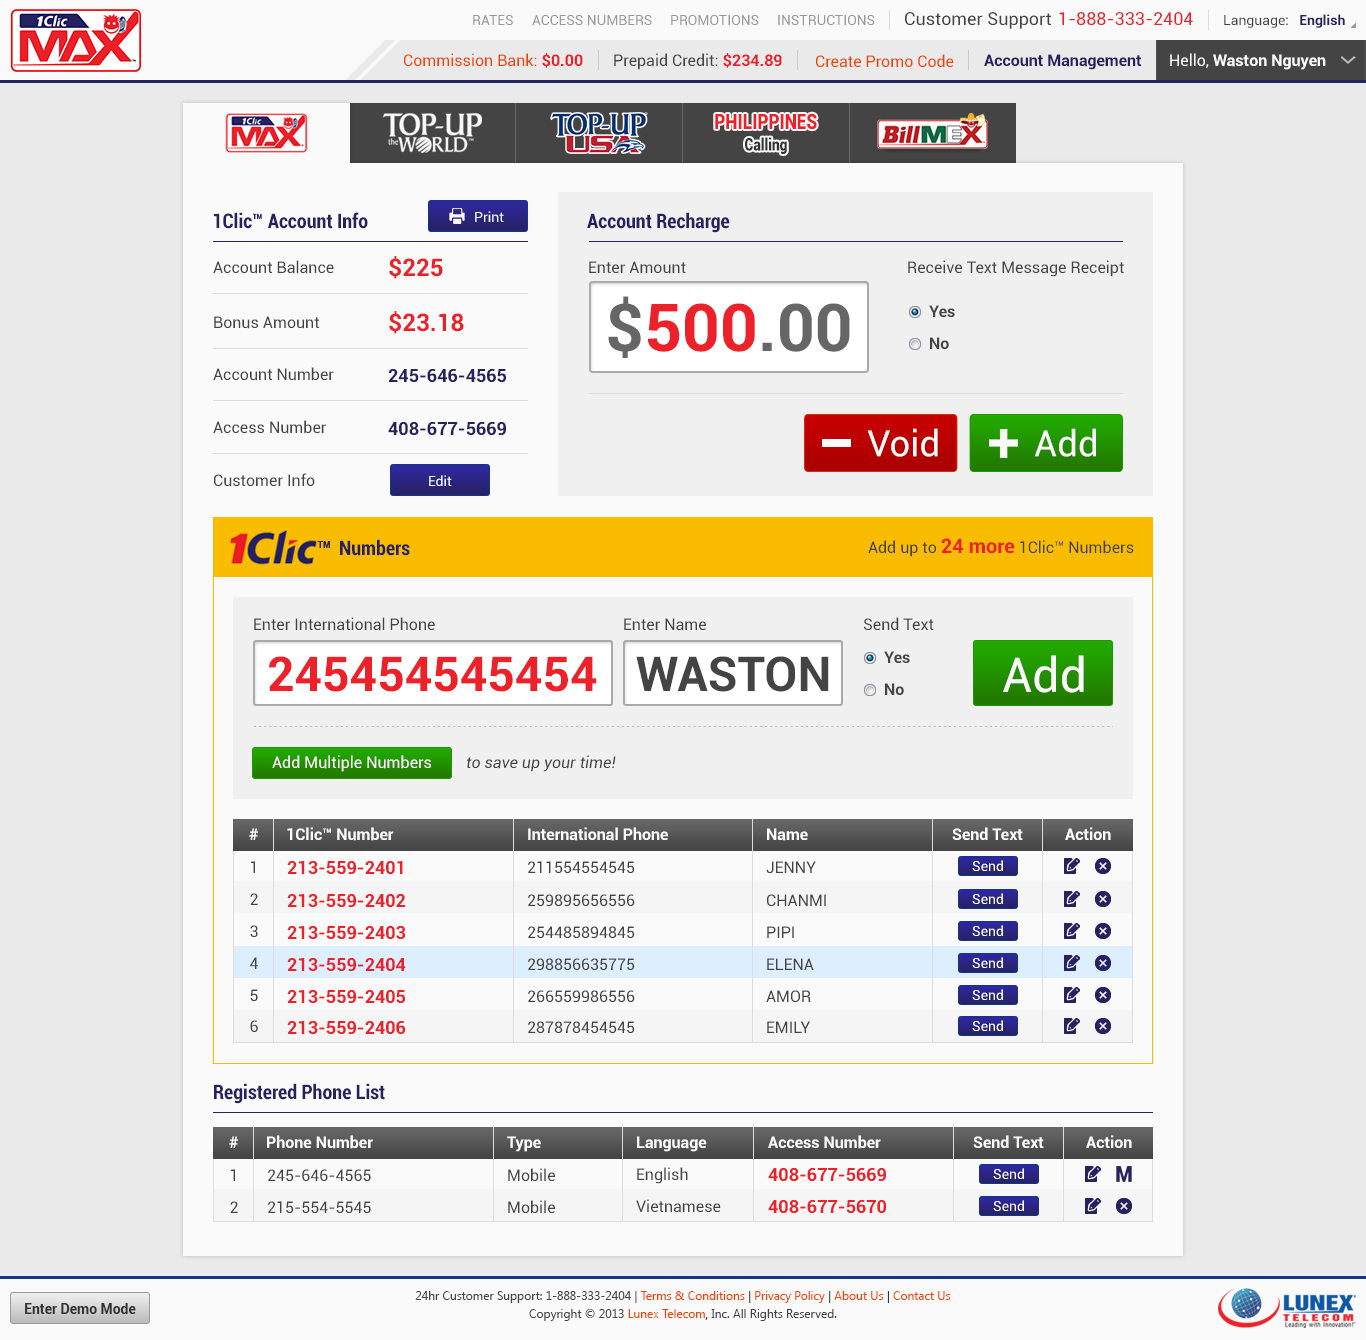 1Clic MAX
RATES ACCESS NUMBERS PROMOTIONS INSTRUCTIONS Customer Support 1-888-333-2404 Language: English
Commission Bank: $0.00 Prepaid Credit: $234.89 Create Promo Code Account Management Hello, Waston Nguyen
1Clic MAX TOP-UP the WORLD™ TOP-UP USA PHILIPPINES Calling BillMEX
1Clic™ Account Info Print
Account Balance $225
Bonus Amount $23.18
Account Number 245-646-4565
Access Number 408-677-5669
Customer Info Edit
Account Recharge
Enter Amount Receive Text Message Receipt
$500.00
Yes
No
Void Add
1Clic™ Numbers Add up to 24 more 1Clic™ Numbers
Enter International Phone Enter Name Send Text
245454545454 WASTON Yes
No
Add
Add Multiple Numbers to save up your time!
# 1Clic™ Number International Phone Name Send Text Action
1 213-559-2401 211554554545 JENNY Send
2 213-559-2402 259895656556 CHANMI Send
3 213-559-2403 254485894845 PIPI Send
4 213-559-2404 298856635775 ELENA Send
5 213-559-2405 266559986556 AMOR Send
6 213-559-2406 287878454545 EMILY Send
Registered Phone List
# Phone Number Type Language Access Number Send Text Action
1 245-646-4565 Mobile English 408-677-5669 Send M
2 215-554-5545 Mobile Vietnamese 408-677-5670 Send
Enter Demo Mode
24hr Customer Support: 1-888-333-2404 | Terms & Conditions | Privacy Policy | About Us | Contact Us
Copyright © 2013 Lunex Telecom, Inc. All Rights Reserved.
LUNEX
TELECOM
Leading with Innovation!